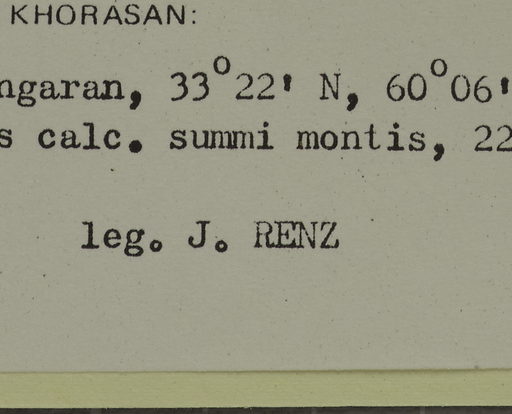 KHORASAN:
ngaran, 33°22' N, 60°06'
s calc. summi montis, 22
leg. J. RENZ